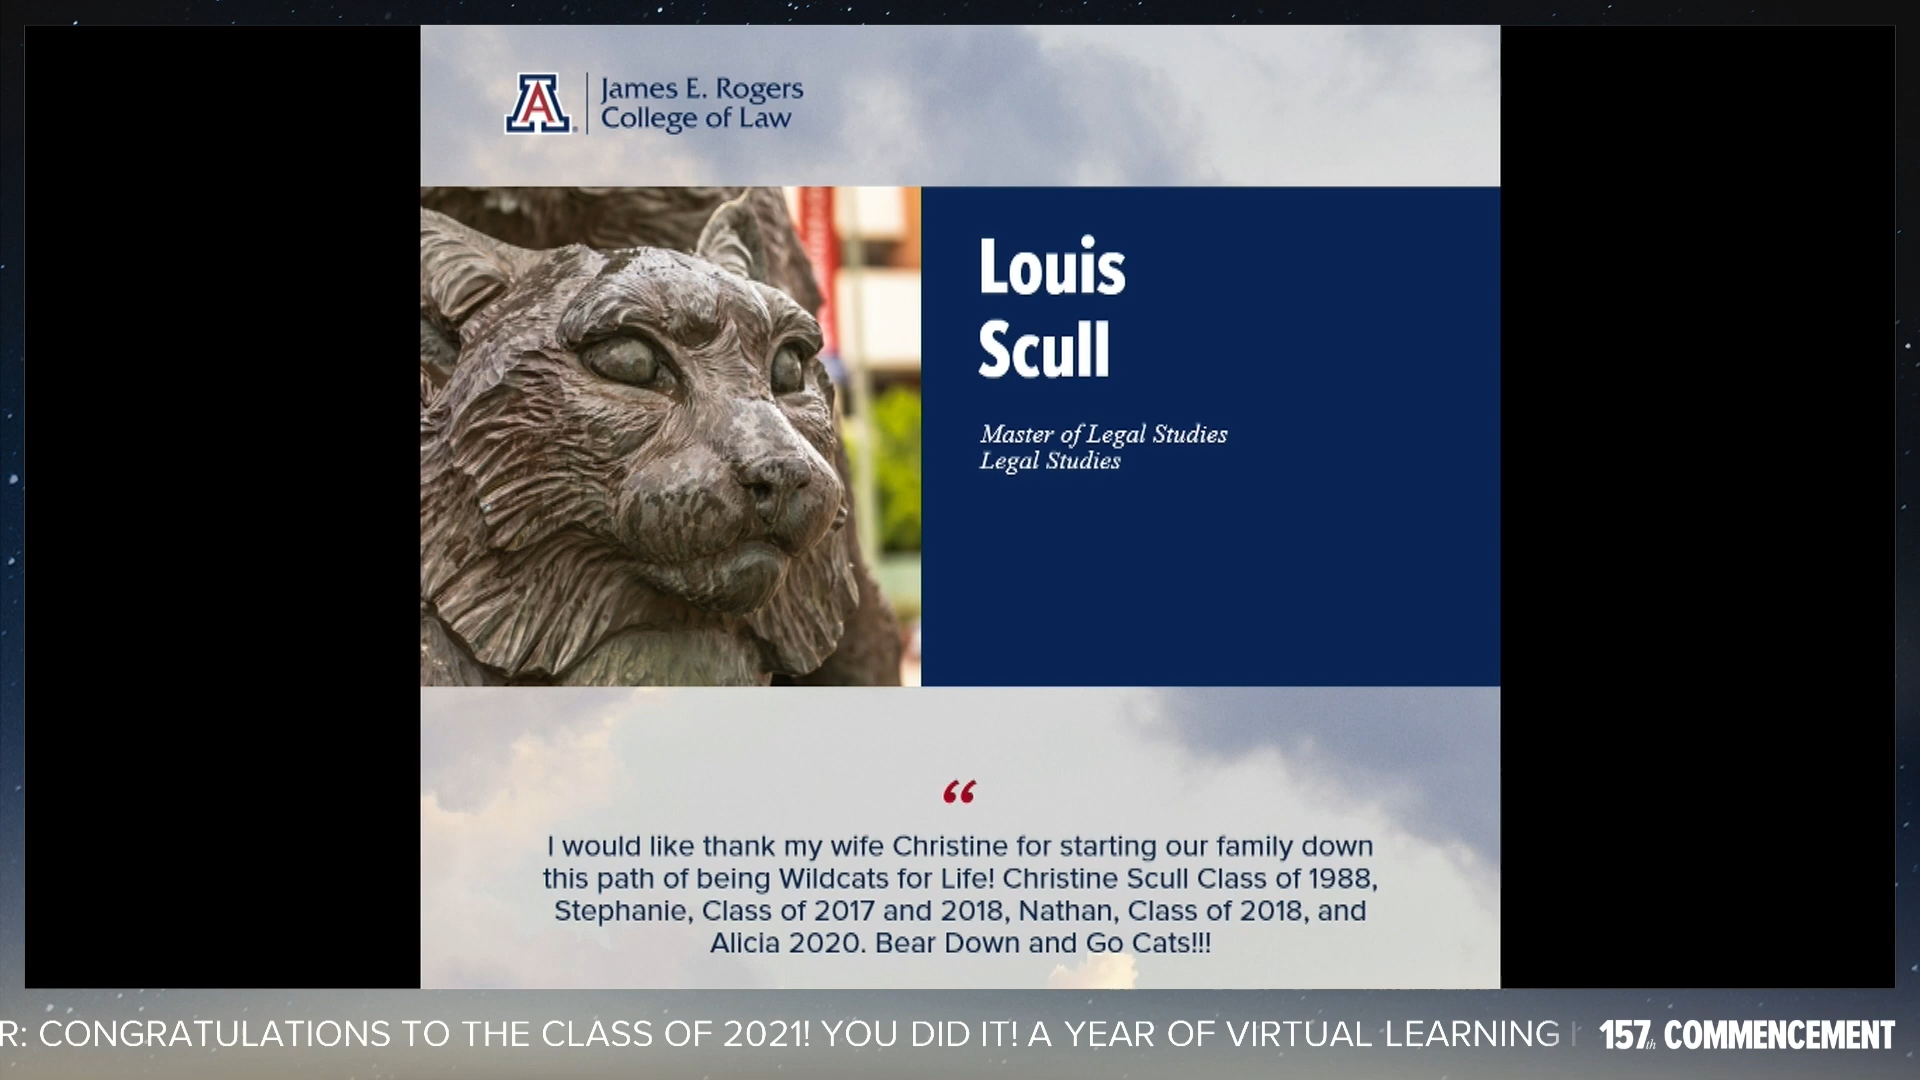 A
James E. Rogers
College of Law
Louis
Scull
Master of Legal Studies
Legal Studies
“
I would like thank my wife Christine for starting our family down
this path of being Wildcats for Life! Christine Scull Class of 1988,
Stephanie, Class of 2017 and 2018, Nathan, Class of 2018, and
Alicia 2020. Bear Down and Go Cats!!!
R: CONGRATULATIONS TO THE CLASS OF 2021! YOU DID IT! A YEAR OF VIRTUAL LEARNING
157th COMMENCEMENT